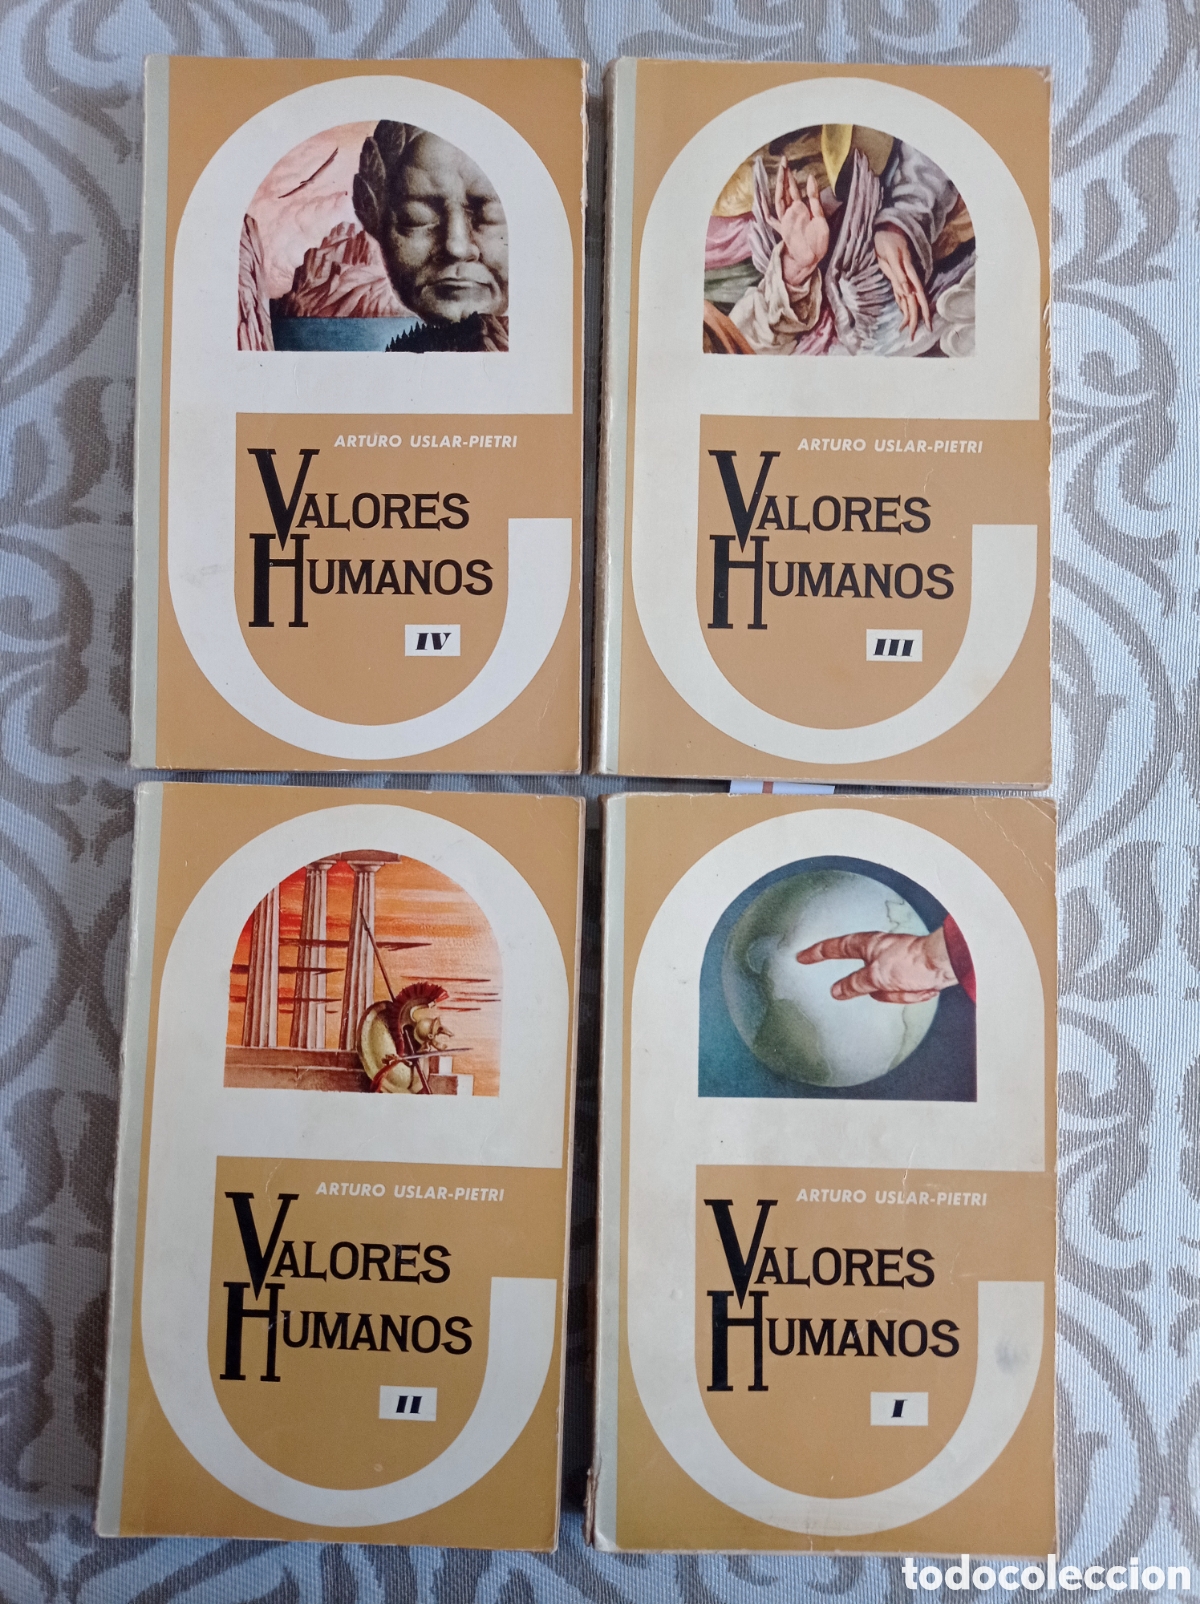 ARTURO USLAR-PIETRI
VALORES
HUMANOS
IV
ARTURO USLAR-PIETRI
VALORES
HUMANOS
III
ARTURO USLAR-PIETRI
VALORES
HUMANOS
II
ARTURO USLAR-PIETRI
VALORES
HUMANOS
I
todocoleccion